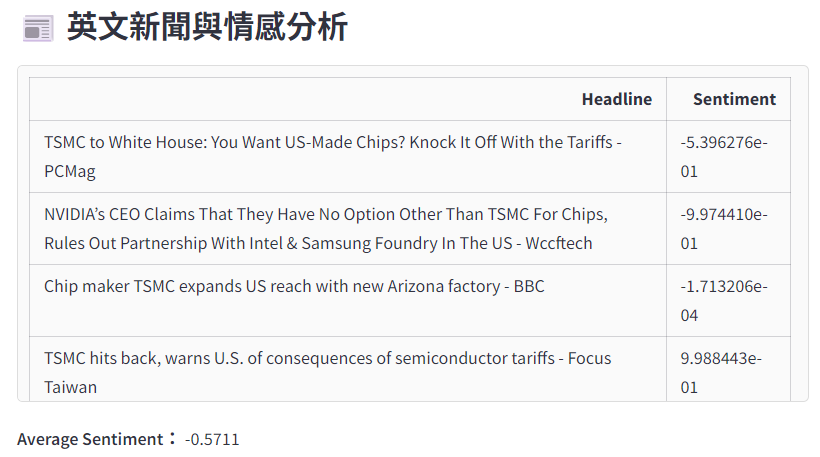 英文新聞與情感分析
Headline Sentiment
TSMC to White House: You Want US-Made Chips? Knock It Off With the Tariffs - -5.396276e-
PCMag 01
NVIDIA’s CEO Claims That They Have No Option Other Than TSMC For Chips, -9.974410e-
Rules Out Partnership With Intel & Samsung Foundry In The US - Wccftech 01
Chip maker TSMC expands US reach with new Arizona factory - BBC -1.713206e-
04
TSMC hits back, warns U.S. of consequences of semiconductor tariffs - Focus 9.988443e-
Taiwan 01
Average Sentiment： -0.5711